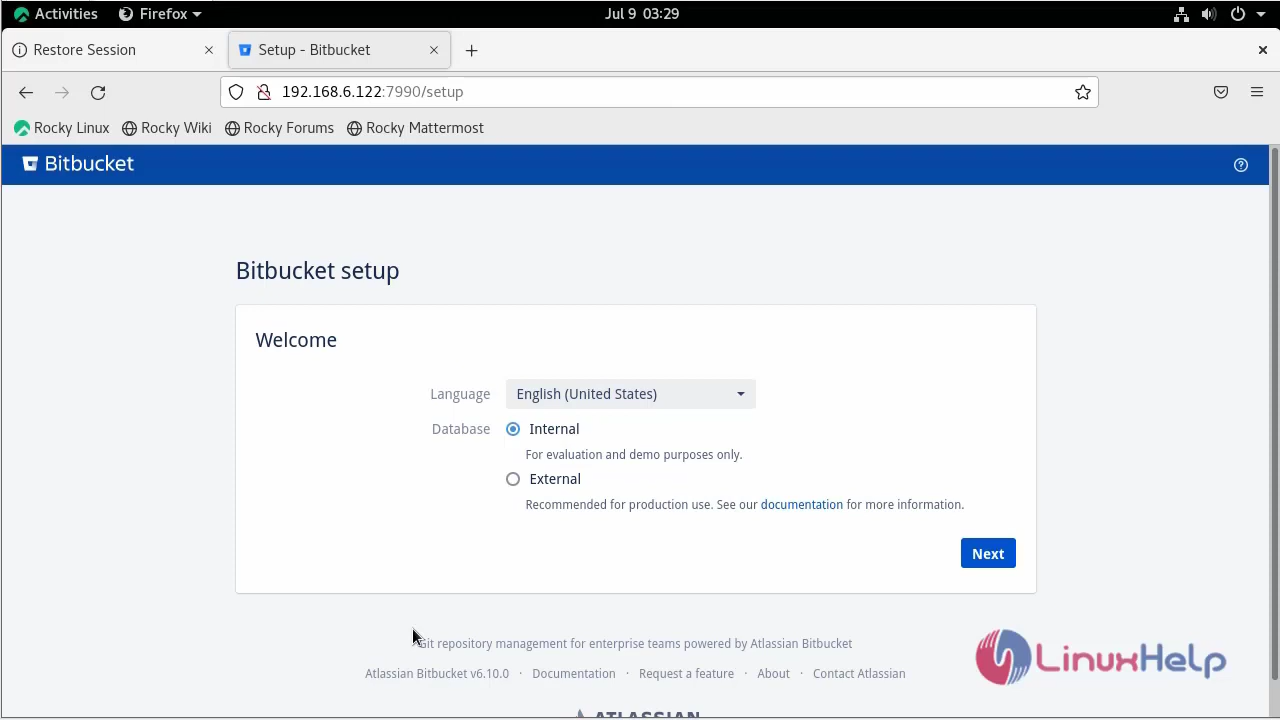 Activities Firefox Jul 9 03:29
Restore Session Setup - Bitbucket
192.168.6.122:7990/setup
Rocky Linux Rocky Wiki Rocky Forums Rocky Mattermost
Bitbucket
Bitbucket setup
Welcome
Language English (United States)
Database Internal
For evaluation and demo purposes only.
External
Recommended for production use. See our documentation for more information.
Next
Git repository management for enterprise teams powered by Atlassian Bitbucket
Atlassian Bitbucket v6.10.0 · Documentation · Request a feature · About · Contact Atlassian
LinuxHelp
ATLASSIAN